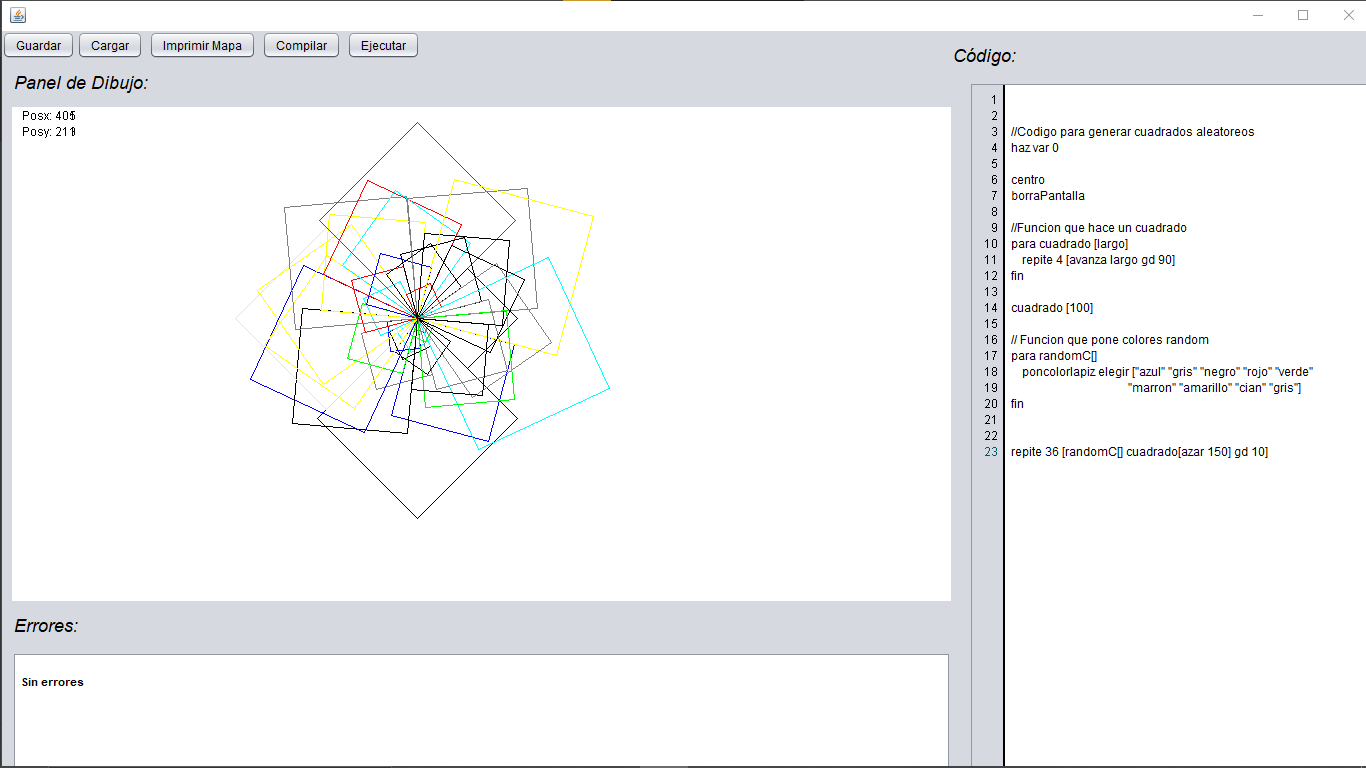 Guardar Cargar Imprimir Mapa Compilar Ejecutar
Panel de Dibujo:
Posx:
Posy:
Errores:
Sin errores
Código:
1
2
3 //Codigo para generar cuadrados aleatoreos
4 haz var 0
5
6 centro
7 borraPantalla
8
9 //Funcion que hace un cuadrado
10 para cuadrado [largo]
11 repite 4 [avanza largo gd 90]
12 fin
13
14 cuadrado [100]
15
16 // Funcion que pone colores random
17 para randomC[]
18 poncolorlapiz elegir ["azul" "gris" "negro" "rojo" "verde"
19 "marron" "amarillo" "cian" "gris"]
20 fin
21
22
23 repite 36 [randomC[] cuadrado[azar 150] gd 10]